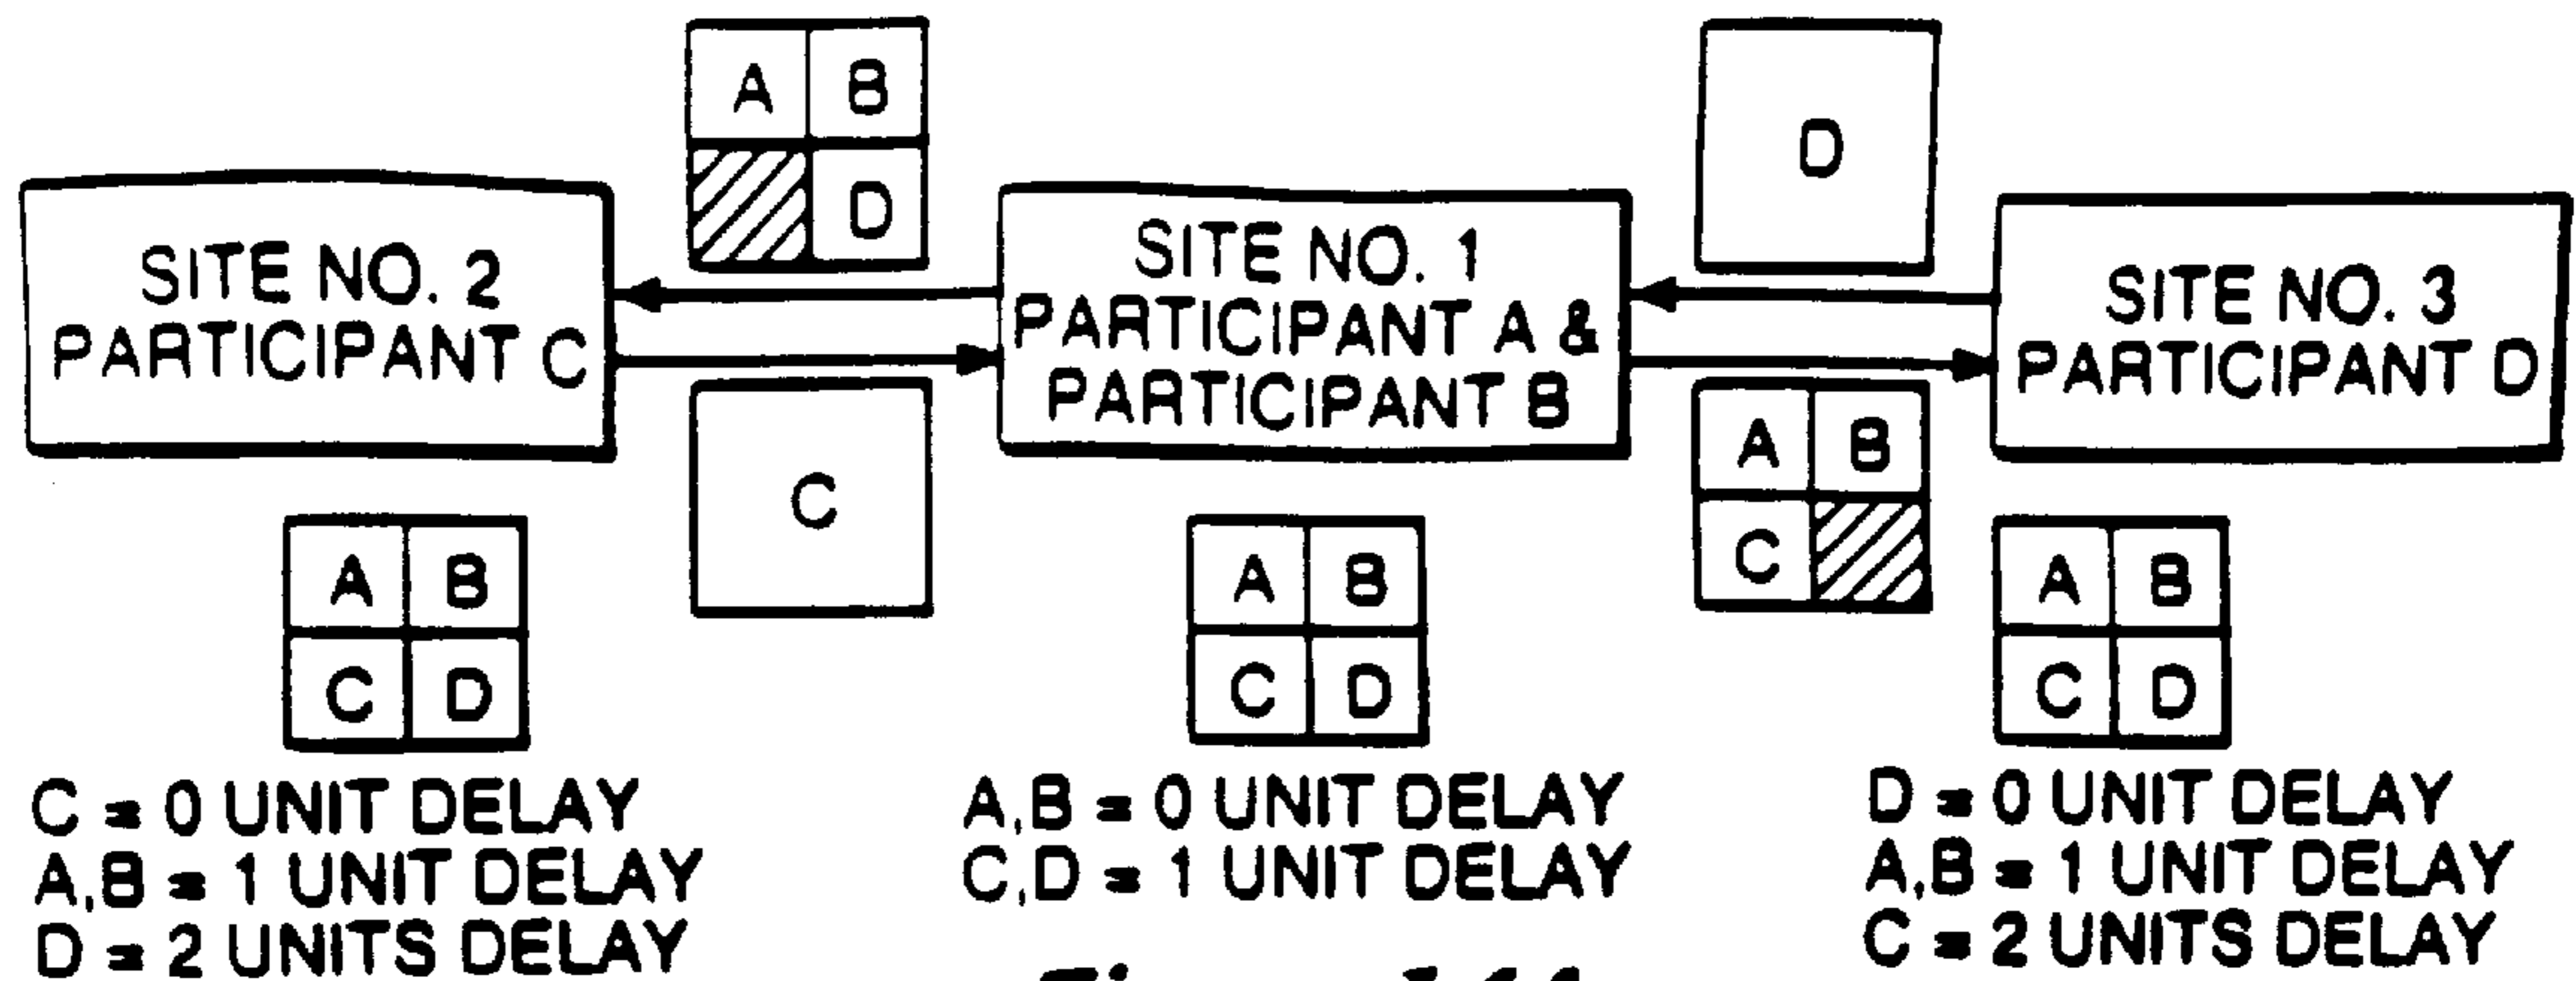 A B
D
D
SITE NO. 2
PARTICIPANT C
SITE NO. 1
PARTICIPANT A &
PARTICIPANT B
SITE NO. 3
PARTICIPANT D
C
A B
C
A B
C D
A B
C D
A B
C D
C = 0 UNIT DELAY
A,B = 1 UNIT DELAY
D = 2 UNITS DELAY
A,B = 0 UNIT DELAY
C,D = 1 UNIT DELAY
D = 0 UNIT DELAY
A,B = 1 UNIT DELAY
C = 2 UNITS DELAY